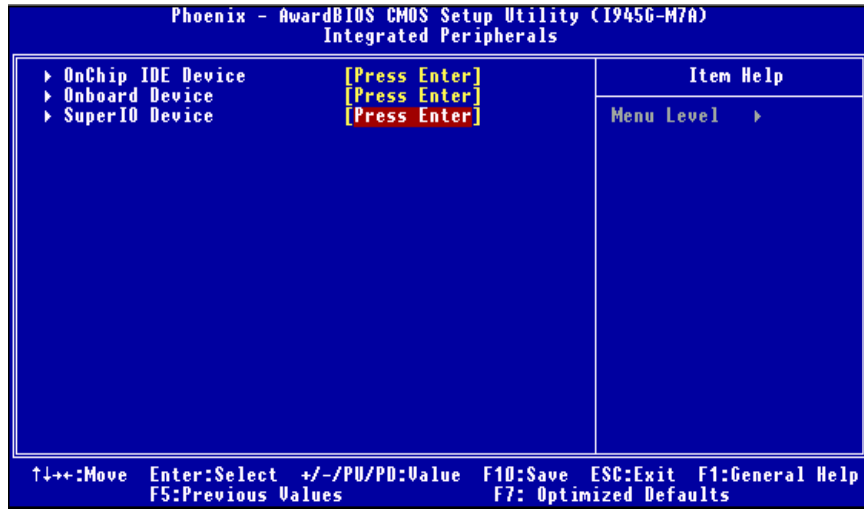 Phoenix - AwardBIOS CMOS Setup Utility (I945G-M7A)
Integrated Peripherals
▸ OnChip IDE Device [Press Enter]
▸ Onboard Device [Press Enter]
▸ SuperIO Device [Press Enter]
Item Help
Menu Level ▸
↑↓→←:Move Enter:Select +/-/PU/PD:Value F10:Save ESC:Exit F1:General Help
F5:Previous Values F7: Optimized Defaults